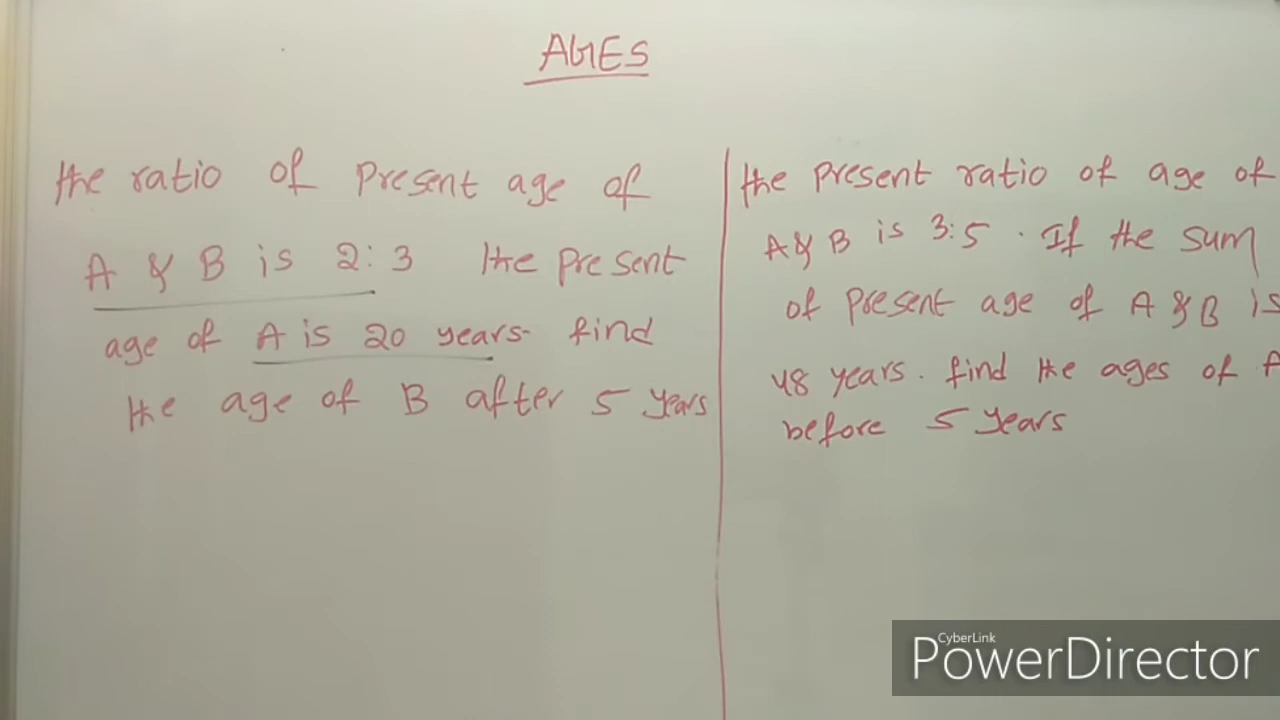 AGES
the ratio of present age of
A & B is 2:3 the present
age of A is 20 years. find
the age of B after 5 years
the present ratio of age of
A & B is 3:5 . If the sum
of present age of A & B is
48 years. find the ages of A
before 5 years
CyberLink
PowerDirector